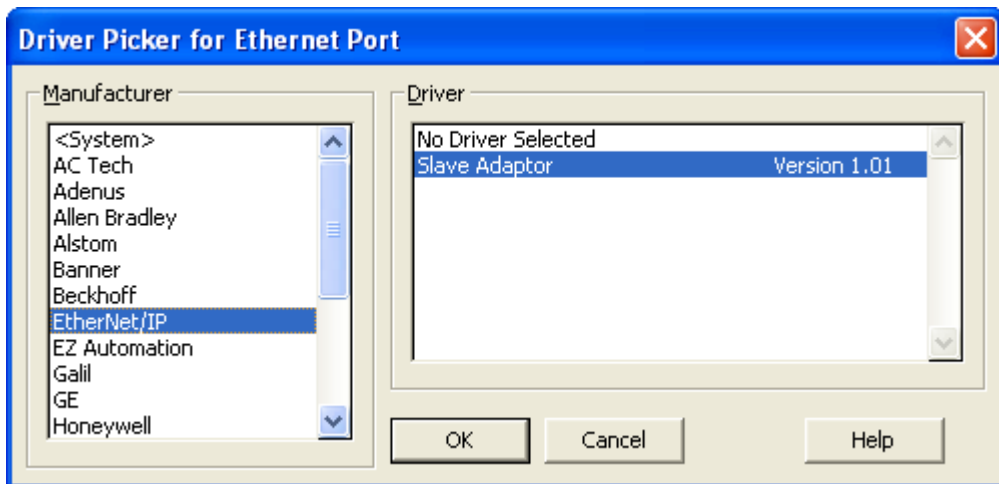 Driver Picker for Ethernet Port
Manufacturer
<System>
AC Tech
Adenus
Allen Bradley
Alstom
Banner
Beckhoff
EtherNet/IP
EZ Automation
Galil
GE
Honeywell
Driver
No Driver Selected
Slave Adaptor Version 1.01
OK Cancel Help